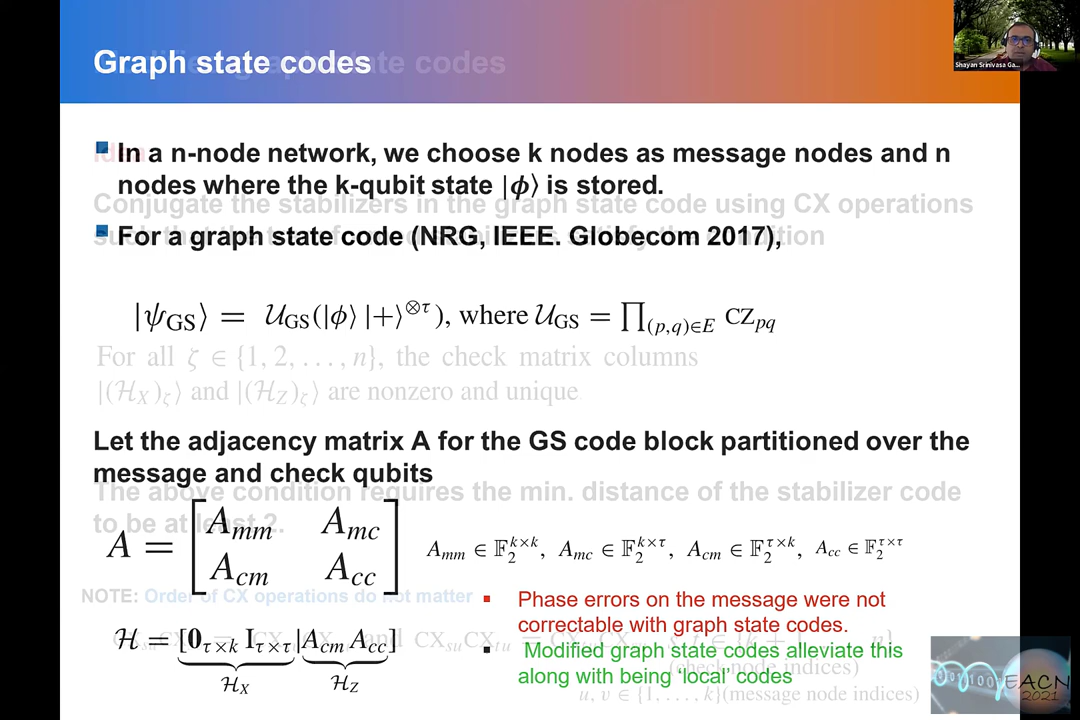 Graph state codes
In a n-node network, we choose k nodes as message nodes and n
nodes where the k-qubit state |ϕ⟩ is stored.
Conjugate the stabilizers in the graph state code using CX operations
For a graph state code (NRG, IEEE. Globecom 2017),
|ψ_GS⟩ = 𝒰_GS(|ϕ⟩ |+⟩^⊗τ), where 𝒰_GS = ∏_(p,q)∈E CZ_pq
For all ζ ∈ {1, 2, . . . , n}, the check matrix columns
|(ℋ_X)_ζ⟩ and |(ℋ_Z)_ζ⟩ are nonzero and unique
Let the adjacency matrix A for the GS code block partitioned over the
message and check qubits
The above condition requires the min. distance of the stabilizer code
to be at least 2.
A = [A_mm A_mc
A_cm A_cc]
A_mm ∈ 𝔽_2^k×k, A_mc ∈ 𝔽_2^k×τ, A_cm ∈ 𝔽_2^τ×k, A_cc ∈ 𝔽_2^τ×τ
NOTE: Order of CX operations do not matter
Phase errors on the message were not
correctable with graph state codes.
ℋ = [0_τ×k I_τ×τ|A_cm A_cc]
ℋ_X ℋ_Z
Modified graph state codes alleviate this
along with being 'local' codes
(check node indices)
u, v ∈ {1, . . . , k}(message node indices)
Shayan Srinivasa Ga...
EACN
2021